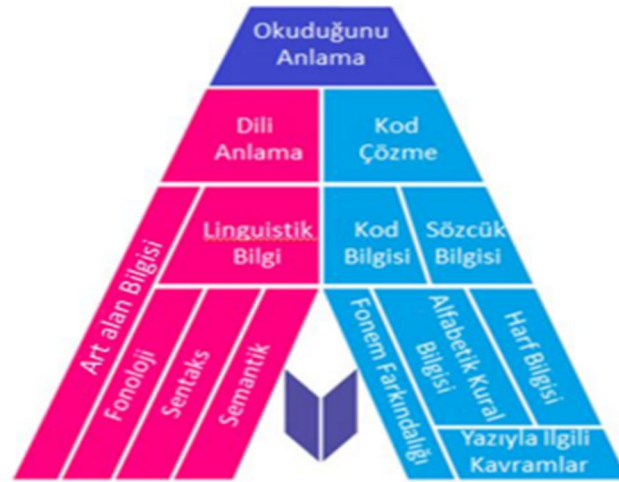 Okuduğunu
Anlama
Dili
Anlama
Kod
Çözme
Art alan Bilgisi
Linguistik
Bilgi
Kod
Bilgisi
Sözcük
Bilgisi
Fonoloji
Sentaks
Semantik
Fonem Farkındalığı
Alfabetik Kural
Bilgisi
Harf Bilgisi
Yazıyla İlgili
Kavramlar